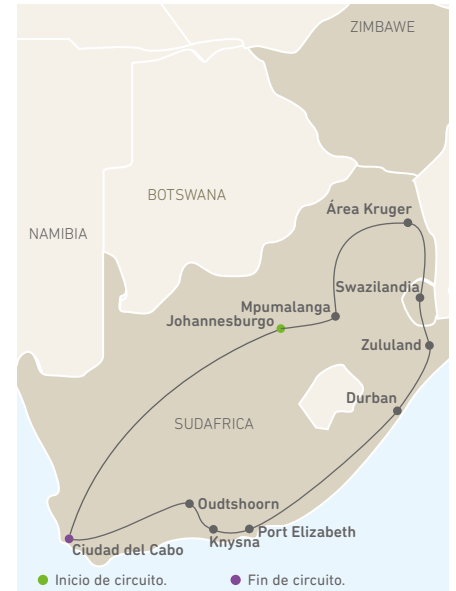 ZIMBAWE
BOTSWANA
NAMIBIA
Área Kruger
Swazilandia
Mpumalanga
Johannesburgo
Zululand
Durban
SUDAFRICA
Oudtshoorn
Port Elizabeth
Knysna
Ciudad del Cabo
Inicio de circuito.
Fin de circuito.